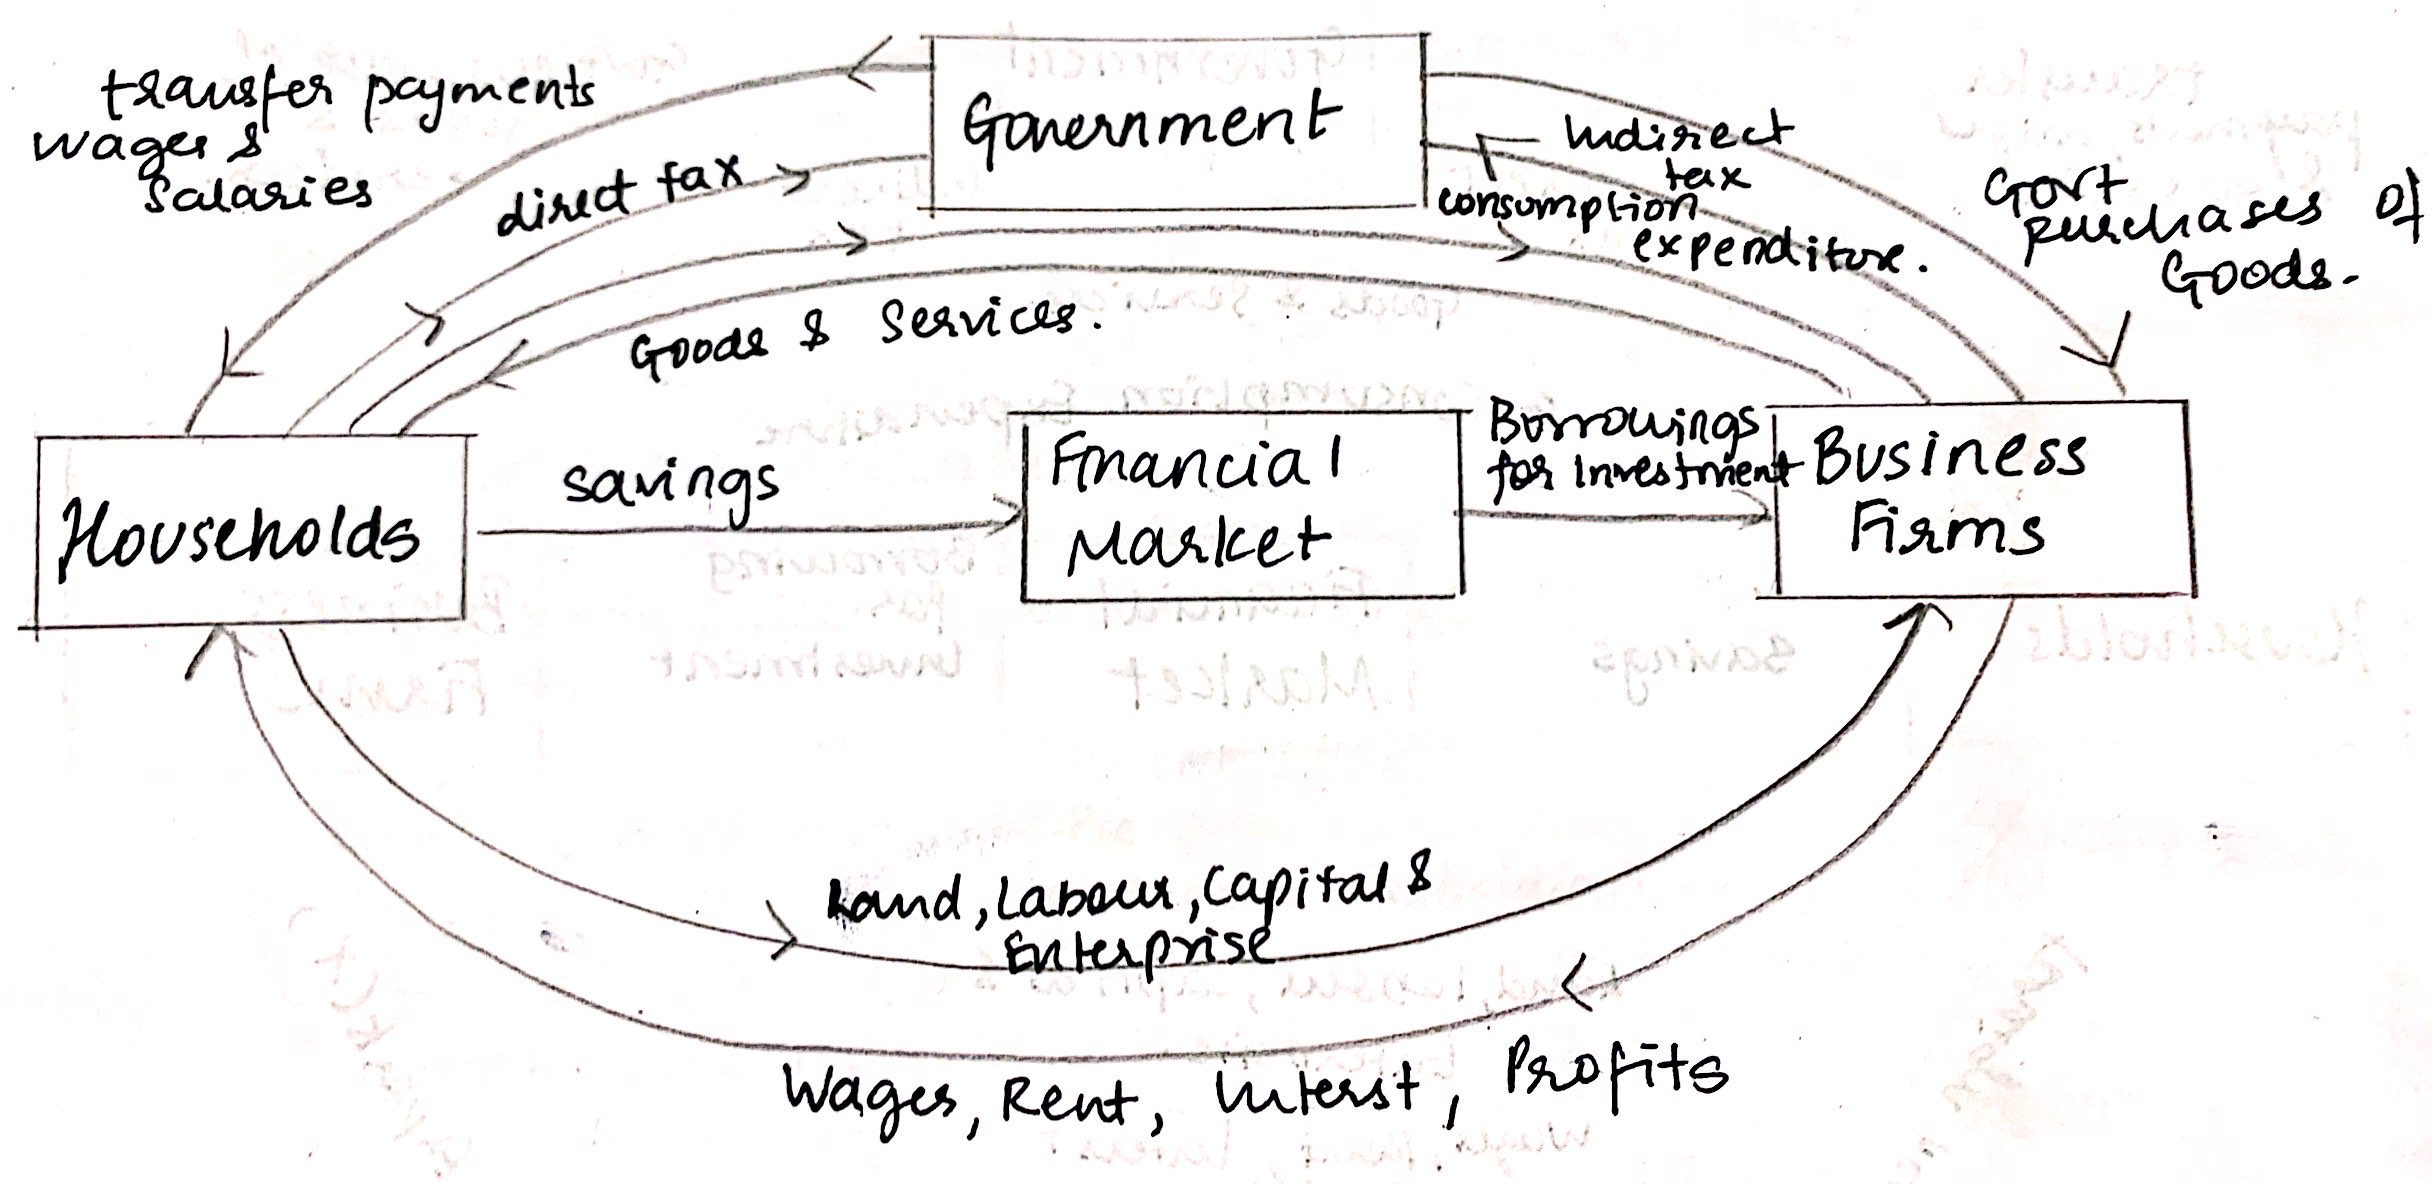 transfer payments
wages &
Salaries
direct tax
Government
Indirect
tax
consumption
expenditure.
Govt
purchases of
Goods.
Goods & Services.
Households
savings
Financial
Market
Borrowings
for Investment
Business
Firms
Land, Labour, Capital &
Enterprise
Wages, Rent, Interst, Profits